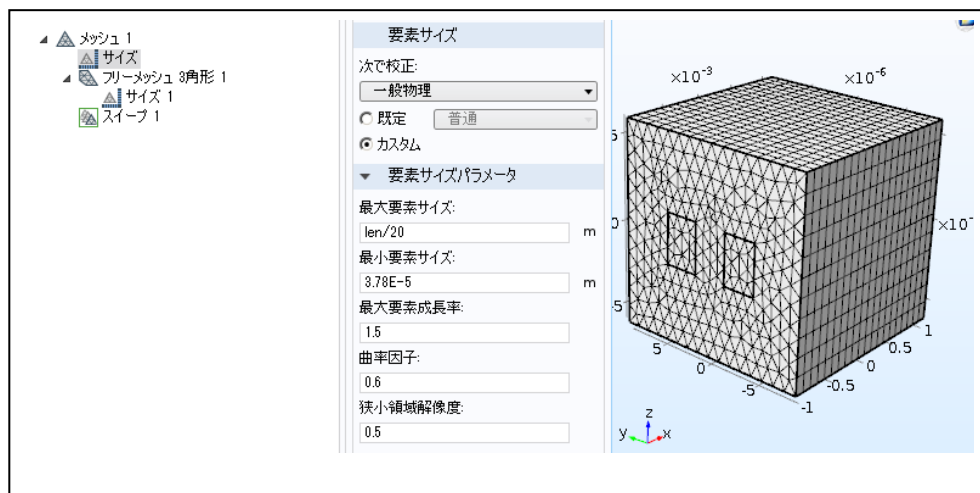 メッシュ 1
サイズ
フリーメッシュ 3角形 1
サイズ 1
スイープ 1
要素サイズ
次で校正:
一般物理
既定 普通
カスタム
要素サイズパラメータ
最大要素サイズ:
len/20 m
最小要素サイズ:
3.78E-5 m
最大要素成長率:
1.5
曲率因子:
0.6
狭小領域解像度:
0.5
×10⁻³
×10⁻⁶
5
0
-5
×10⁻
5
0
-5
-1
-0.5
0
0.5
1
z
y
x